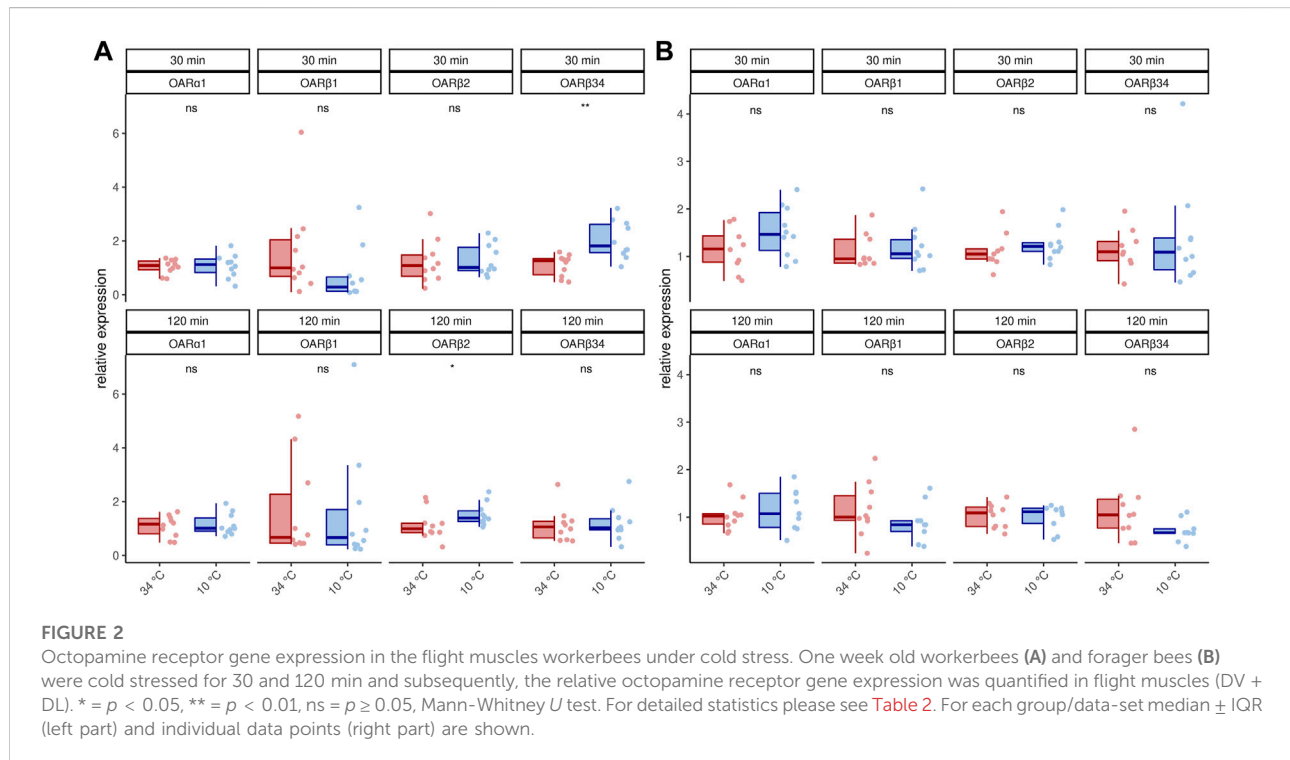 A
B
30 min 30 min 30 min 30 min
OARα1 OARβ1 OARβ2 OARβ34
ns ns ns **
30 min 30 min 30 min 30 min
OARα1 OARβ1 OARβ2 OARβ34
ns ns ns ns
6
4
2
0
4
3
2
1
relative expression
relative expression
120 min 120 min 120 min 120 min
OARα1 OARβ1 OARβ2 OARβ34
ns ns * ns
120 min 120 min 120 min 120 min
OARα1 OARβ1 OARβ2 OARβ34
ns ns ns ns
6
4
2
0
4
3
2
1
34 °C 10 °C 34 °C 10 °C 34 °C 10 °C 34 °C 10 °C
34 °C 10 °C 34 °C 10 °C 34 °C 10 °C 34 °C 10 °C
FIGURE 2
Octopamine receptor gene expression in the flight muscles workerbees under cold stress. One week old workerbees (A) and forager bees (B)
were cold stressed for 30 and 120 min and subsequently, the relative octopamine receptor gene expression was quantified in flight muscles (DV +
DL). * = p < 0.05, ** = p < 0.01, ns = p ≥ 0.05, Mann-Whitney U test. For detailed statistics please see Table 2. For each group/data-set median ± IQR
(left part) and individual data points (right part) are shown.